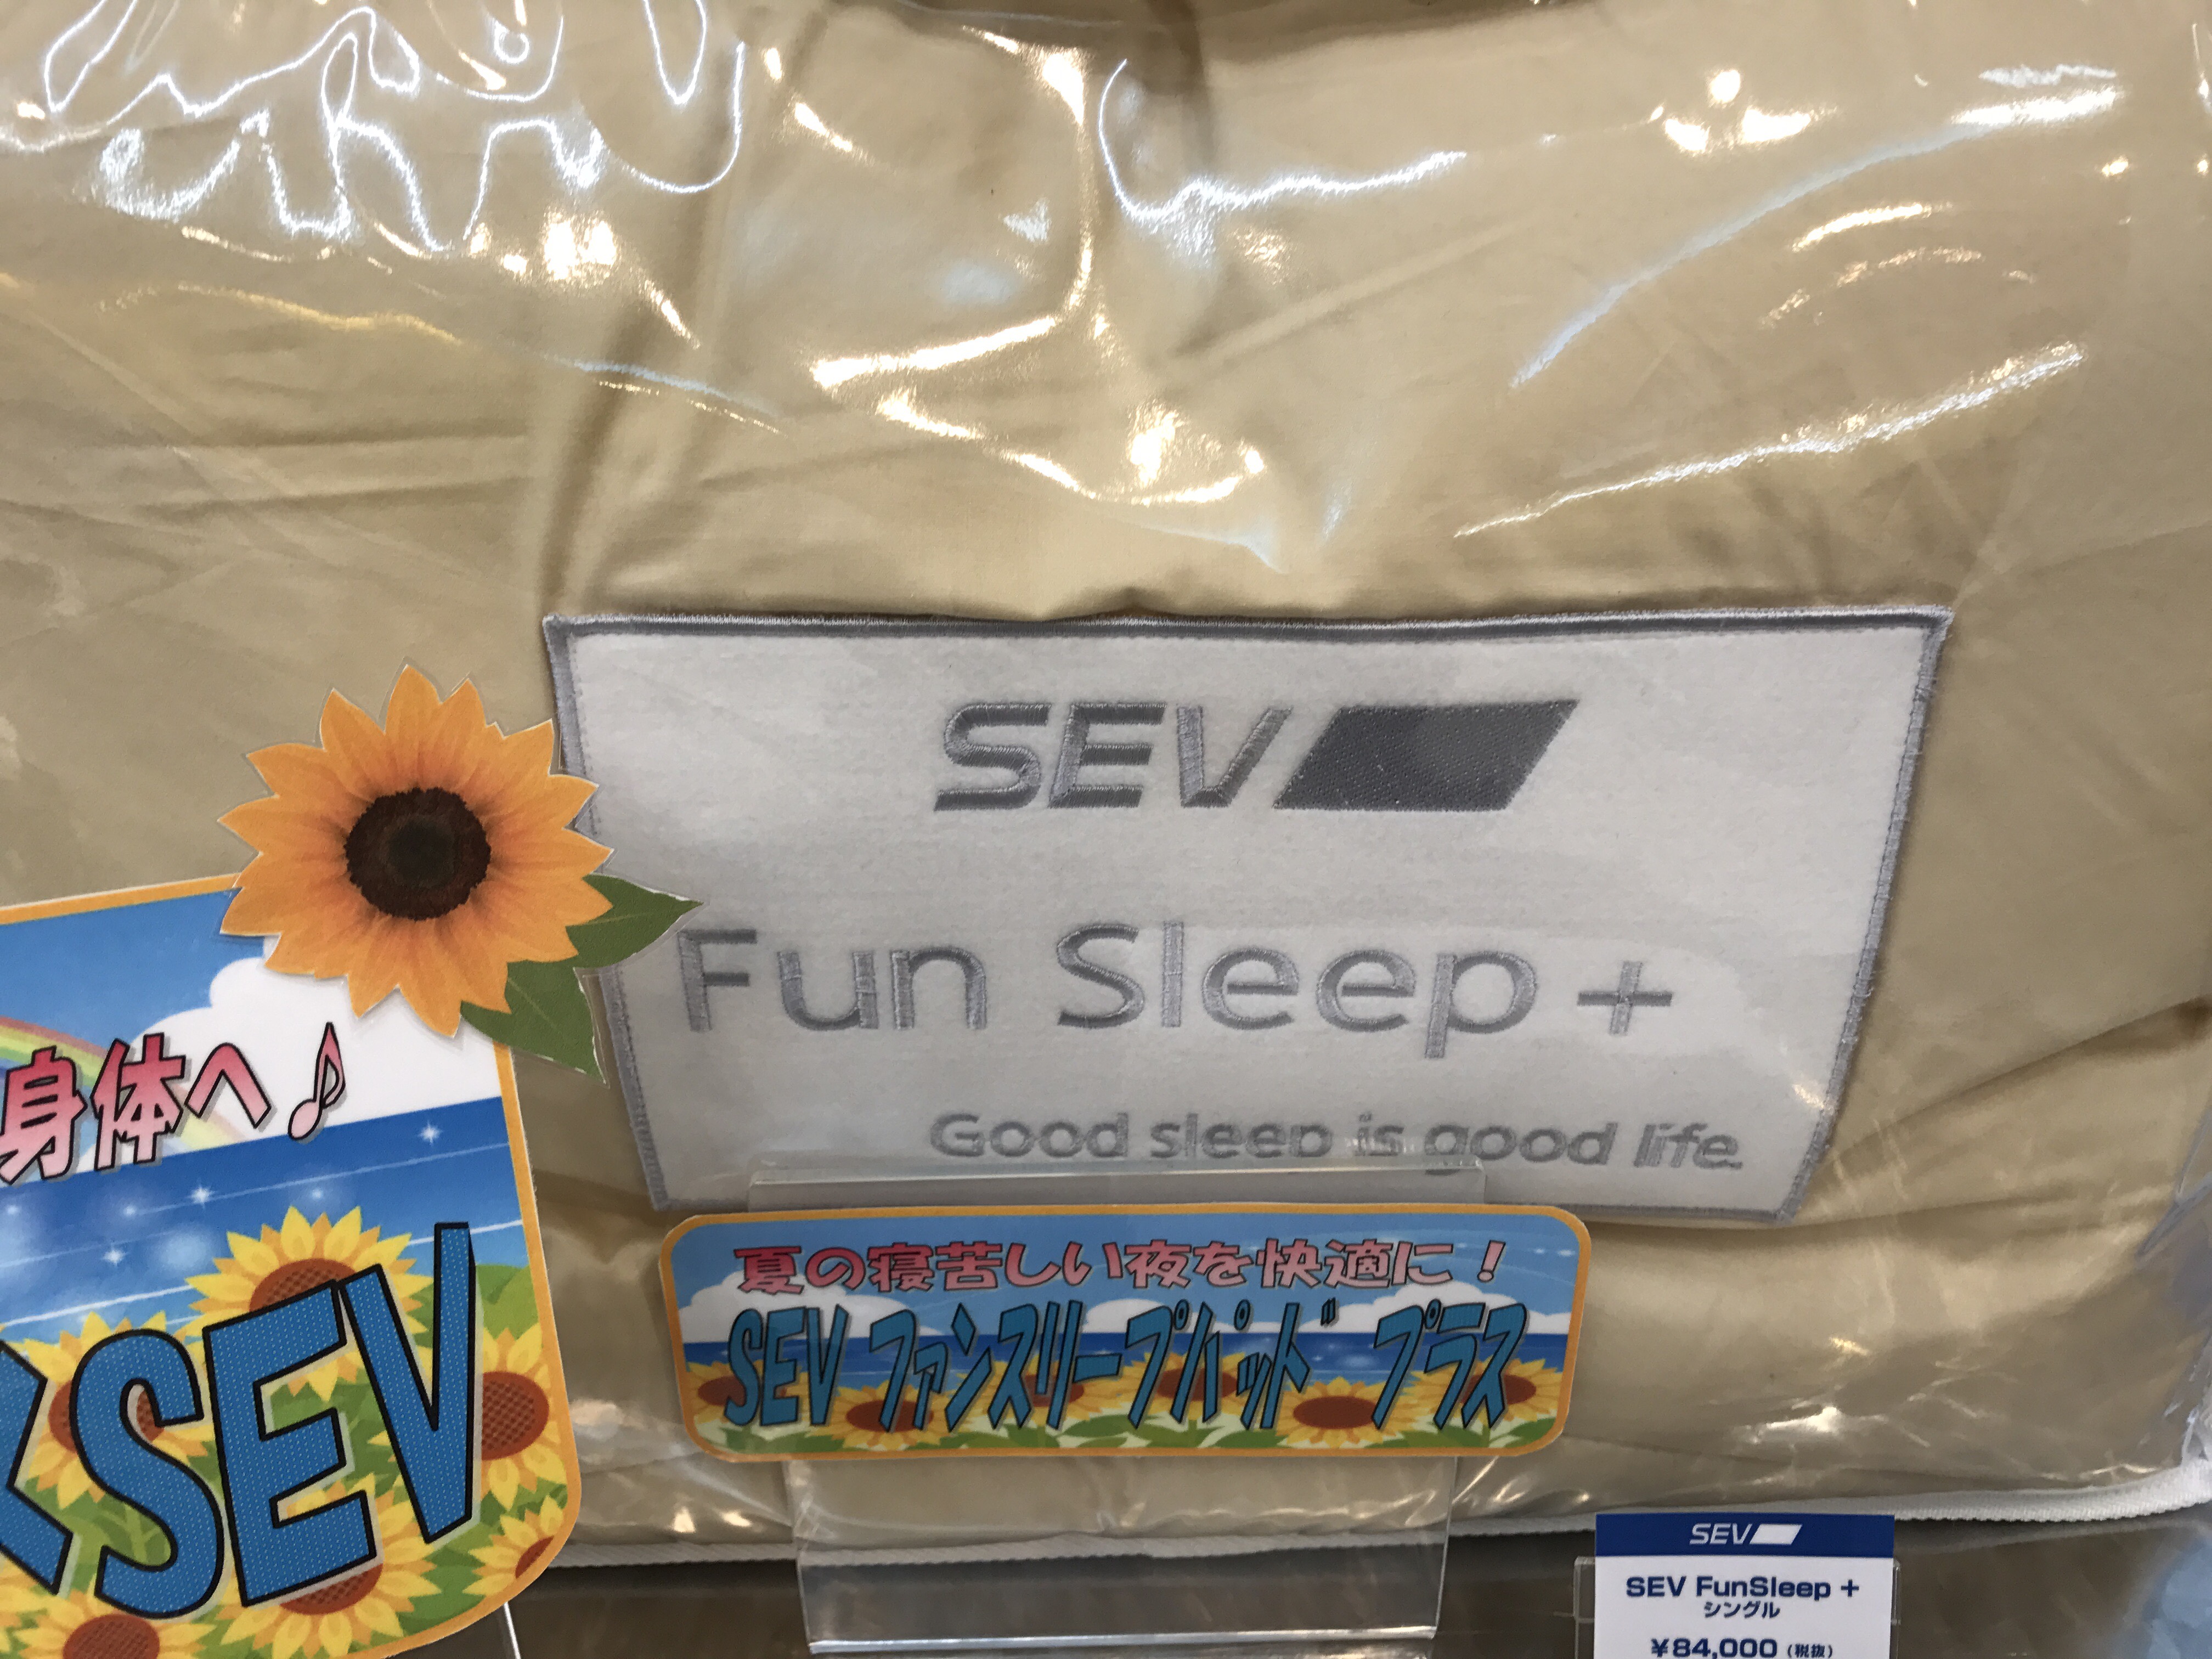 SEV
Fun Sleep +
Good sleep is good life.
身体へ♪
SEV
夏の寝苦しい夜を快適に!
SEV ファンスリープパッド プラス
SEV
SEV FunSleep +
シングル
¥84,000 (税抜)